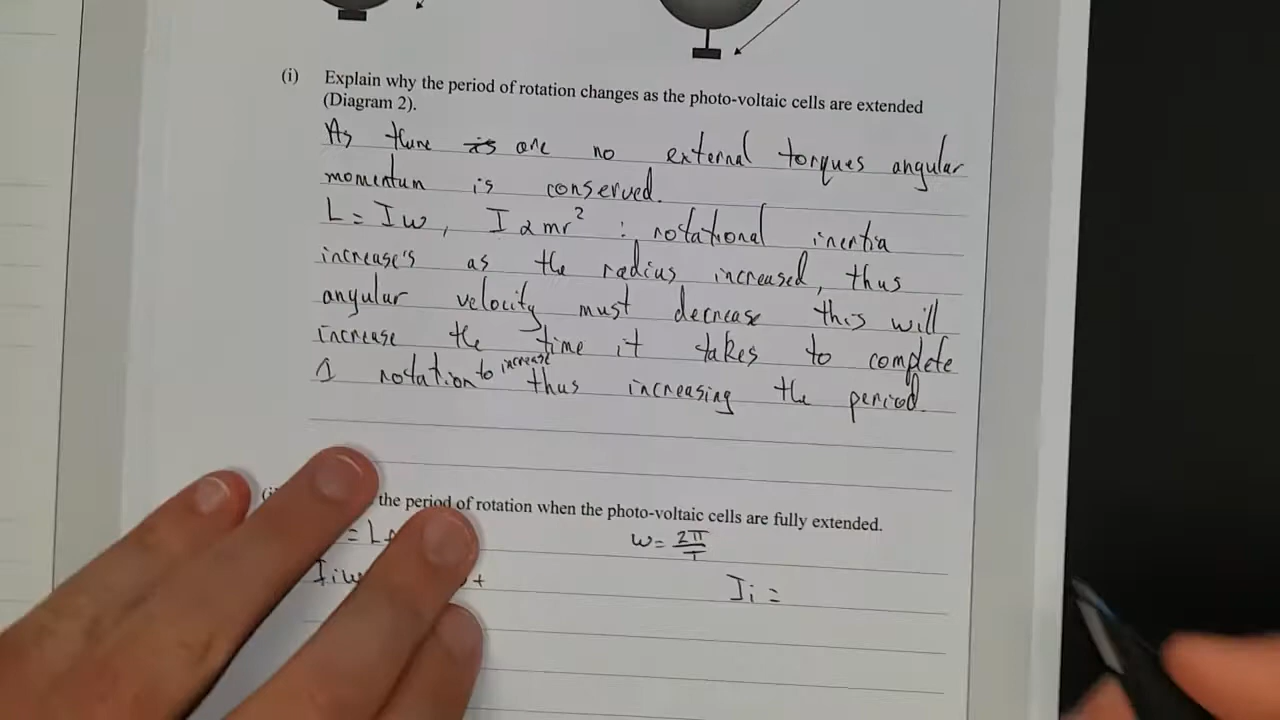 (i) Explain why the period of rotation changes as the photo-voltaic cells are extended
(Diagram 2).
As there is are no external torques angular
momentum is conserved.
L = Iω, I α mr² : rotational inertia
increase's as the radius increased, thus
angular velocity must decrease this will
increase the time it takes to complete
1 rotation to increase thus increasing the period.
the period of rotation when the photo-voltaic cells are fully extended.
= L
ω = 2π/T
Iiω
Ii =